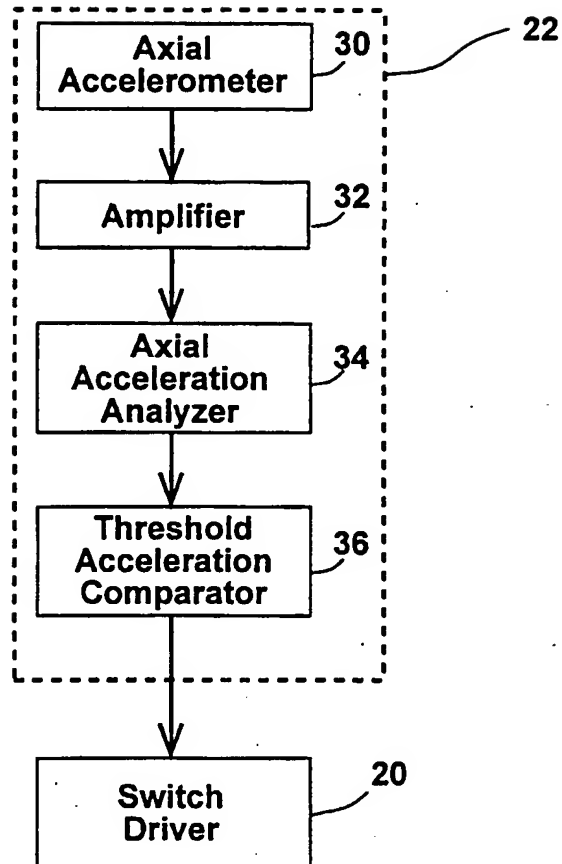 Axial
Accelerometer
30
22
Amplifier
32
Axial
Acceleration
Analyzer
34
Threshold
Acceleration
Comparator
36
Switch
Driver
20